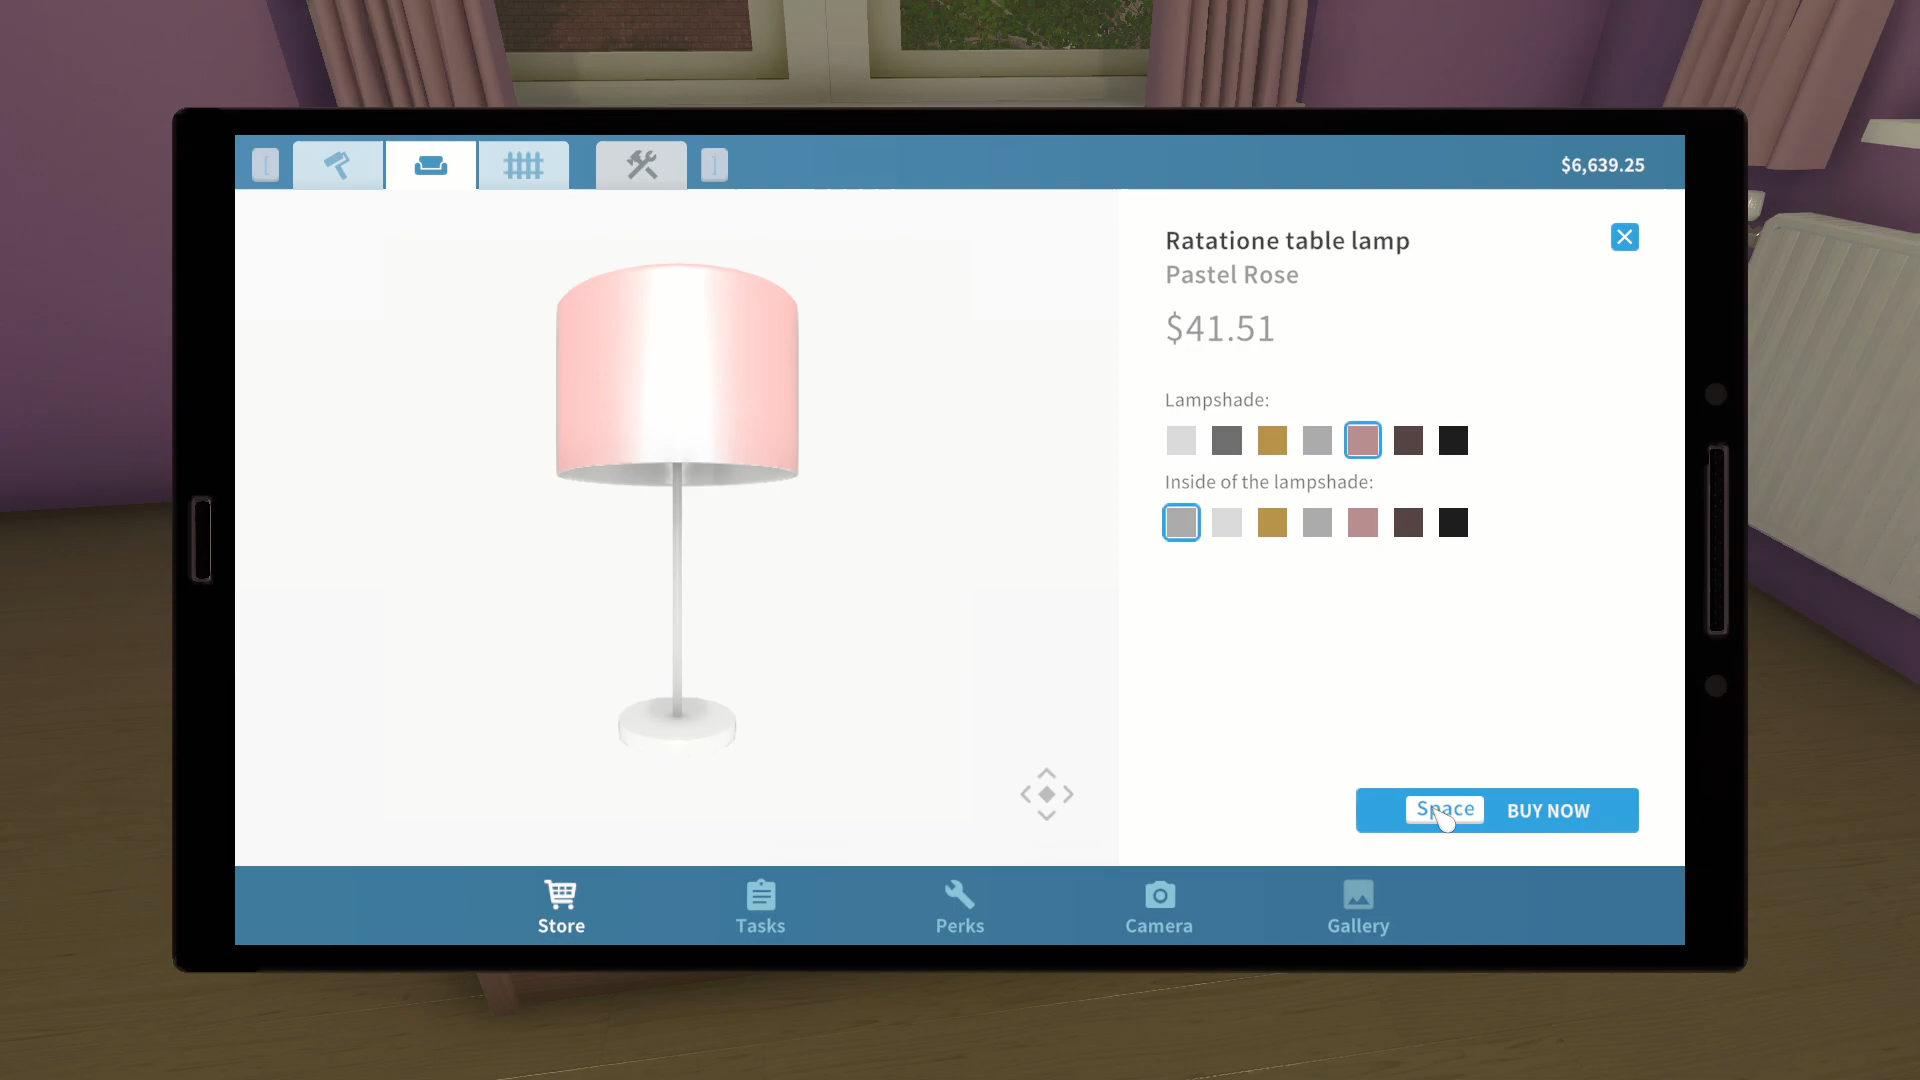 [
]
$6,639.25
Ratatione table lamp
Pastel Rose
$41.51
Lampshade:
Inside of the lampshade:
Space BUY NOW
Store Tasks Perks Camera Gallery